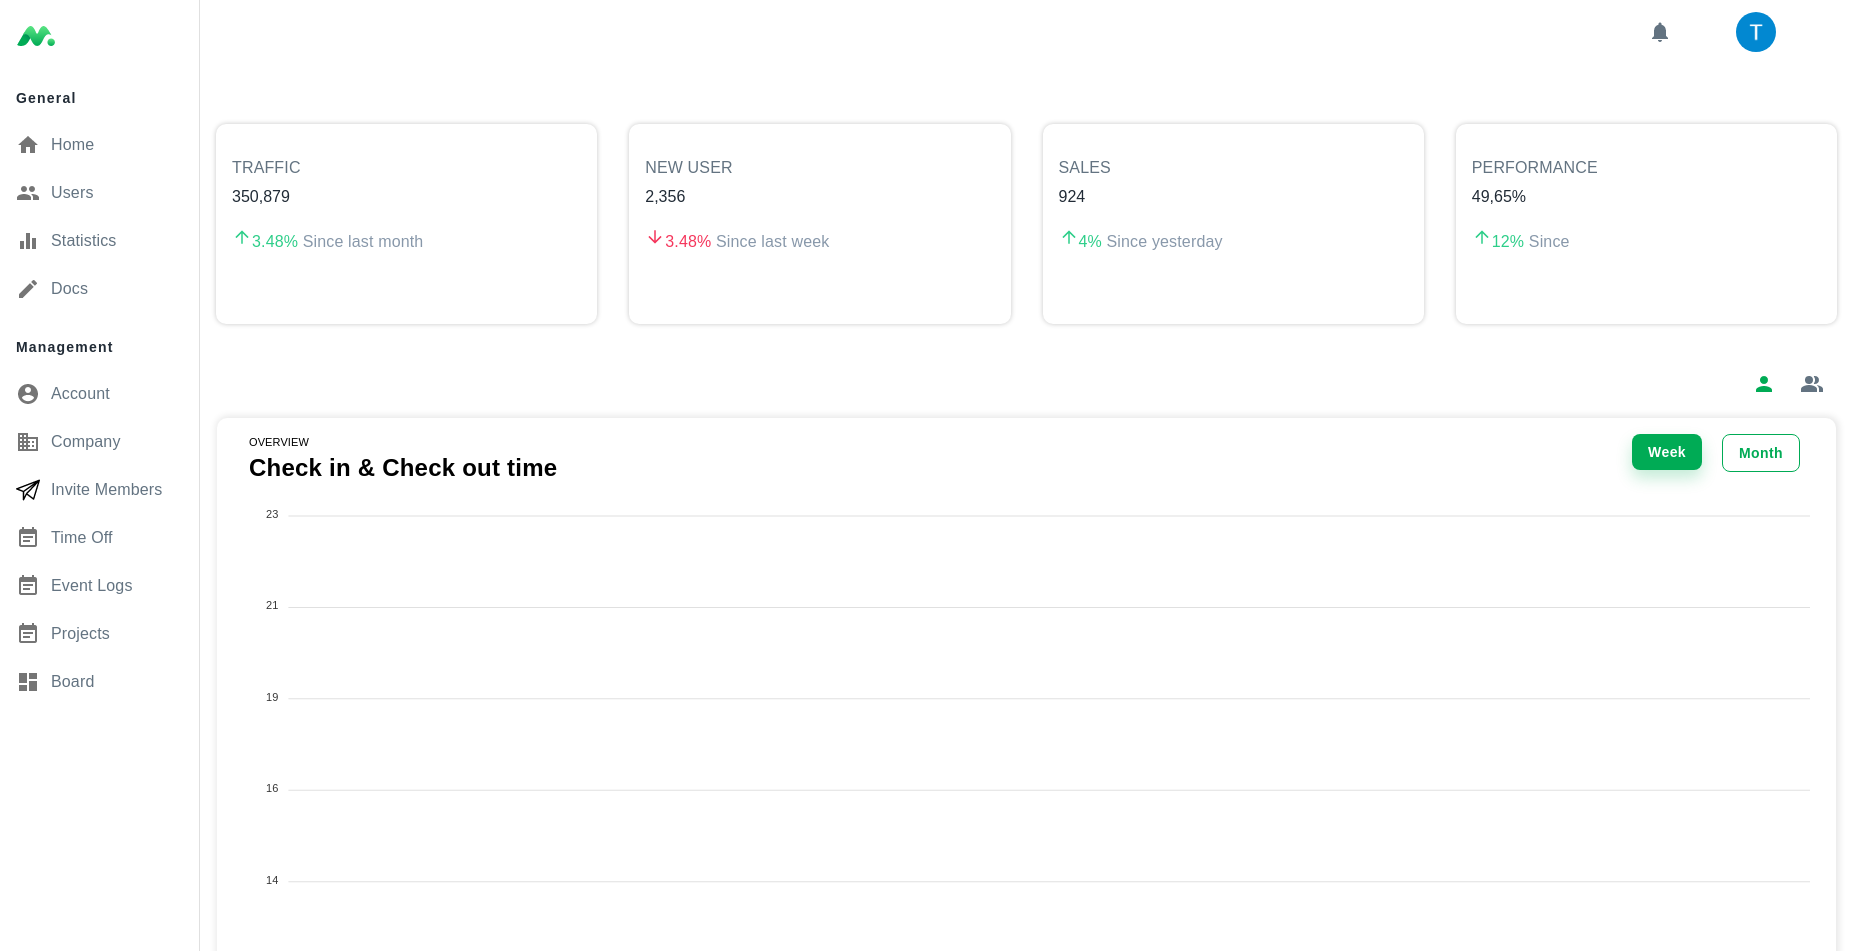 General
Home
Users
Statistics
Docs
Management
Account
Company
Invite Members
Time Off
Event Logs
Projects
Board
T
TRAFFIC
350,879
3.48% Since last month
NEW USER
2,356
3.48% Since last week
SALES
924
4% Since yesterday
PERFORMANCE
49,65%
12% Since
OVERVIEW
Check in & Check out time
Week
Month
23
21
19
16
14